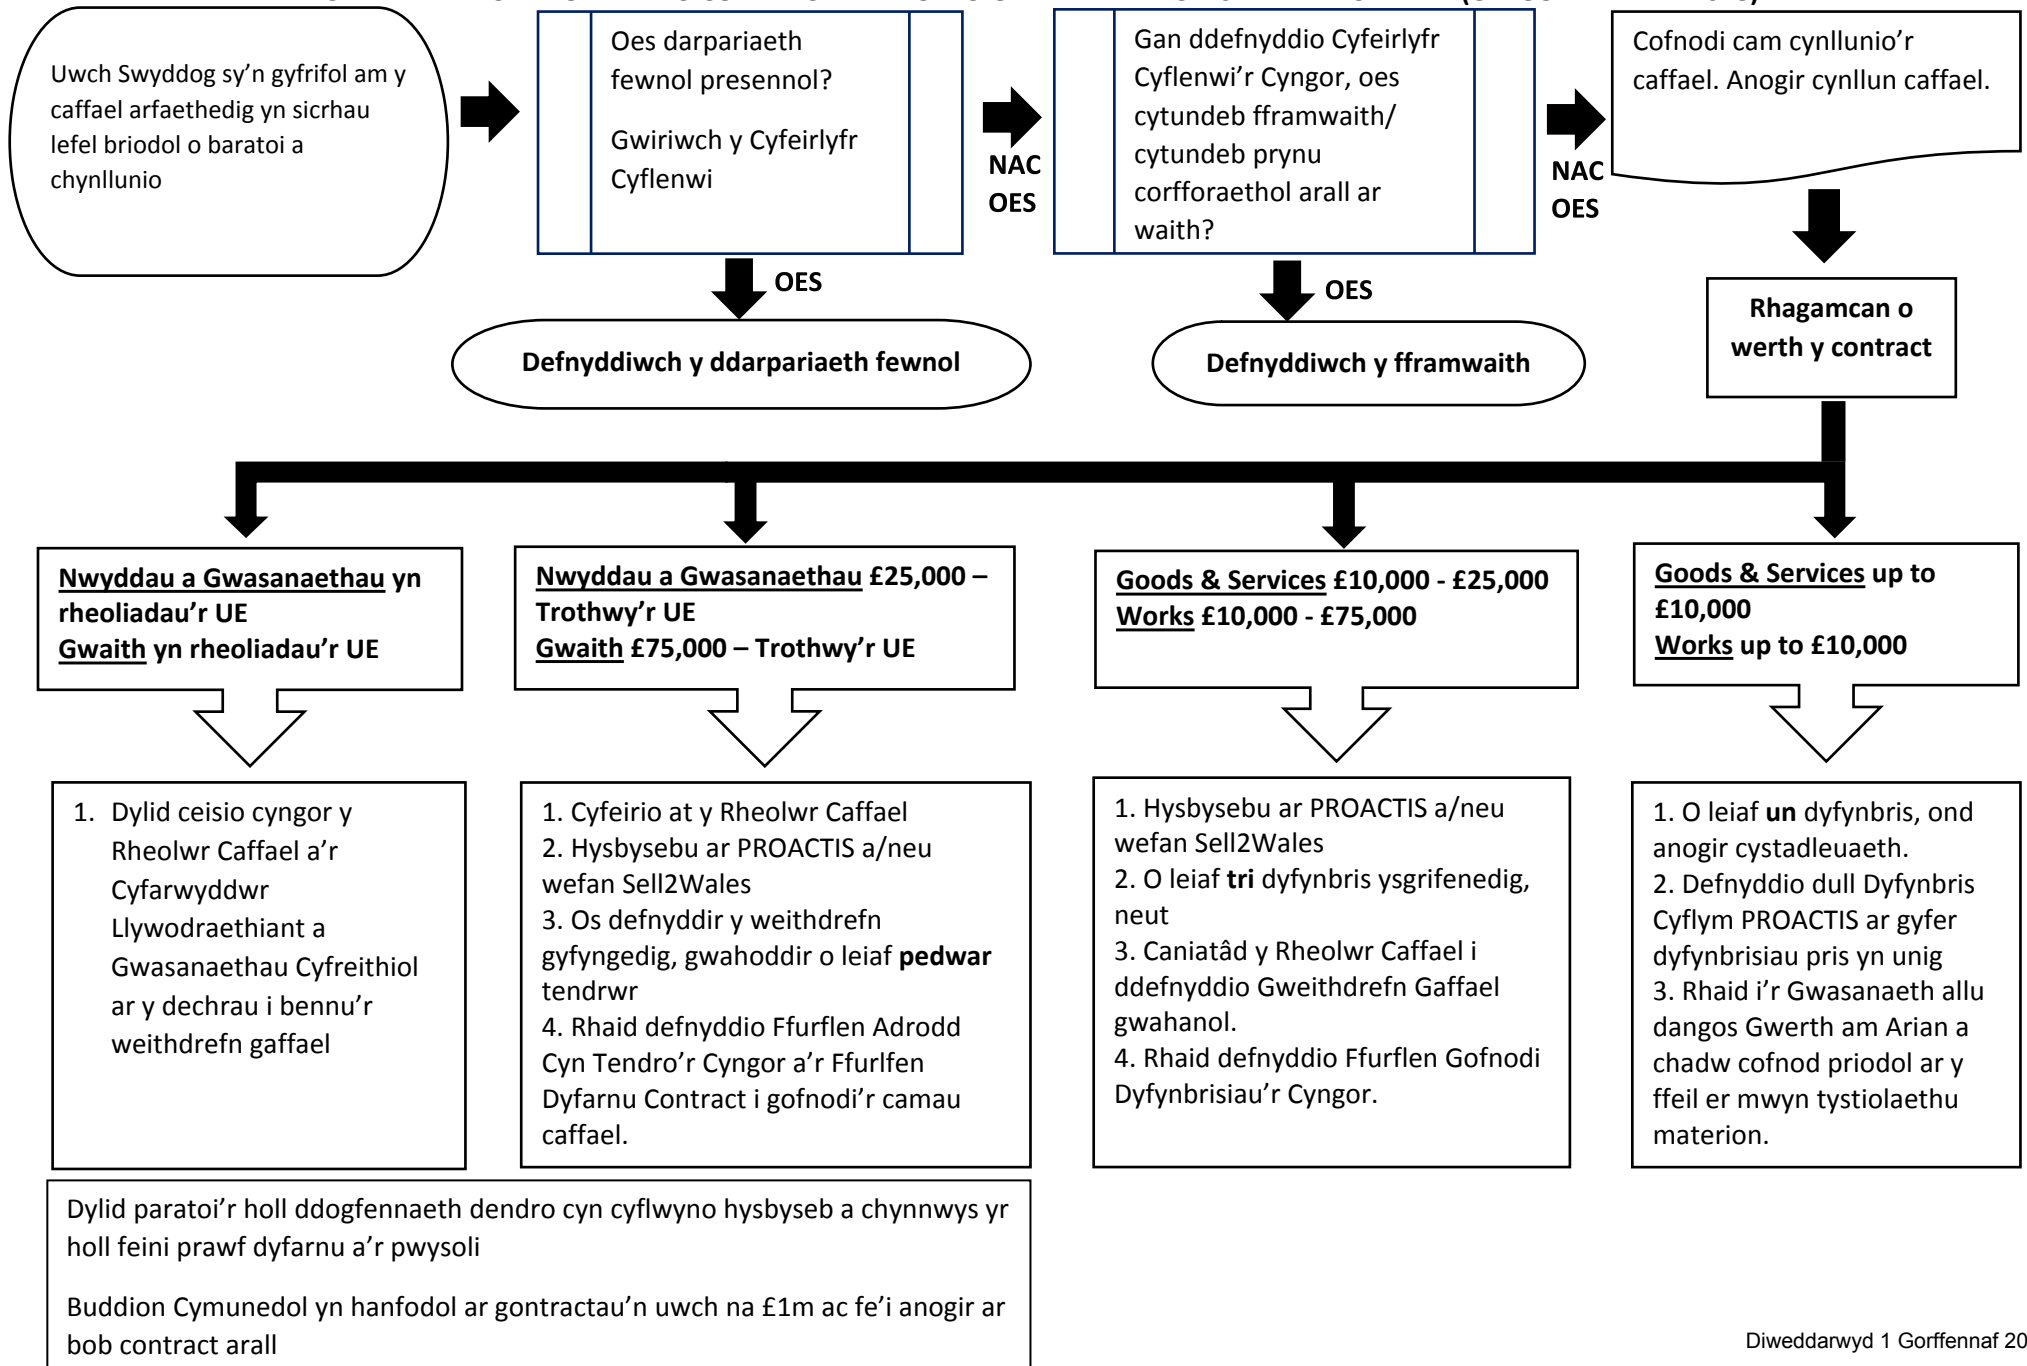 Uwch Swyddog sy'n gyfrifol am y
caffael arfaethedig yn sicrhau
lefel briodol o baratoi a
chynllunio
Oes darpariaeth
fewnol presennol?
Gwiriwch y Cyfeirlyfr
Cyflenwi
NAC
OES
Gan ddefnyddio Cyfeirlyfr
Cyflenwi'r Cyngor, oes
cytundeb fframwaith/
cytundeb prynu
corfforaethol arall ar
waith?
NAC
OES
Cofnodi cam cynllunio'r
caffael. Anogir cynllun caffael.
OES
OES
Defnyddiwch y ddarpariaeth fewnol
Defnyddiwch y fframwaith
Rhagamcan o
werth y contract
Nwyddau a Gwasanaethau yn
rheoliadau'r UE
Gwaith yn rheoliadau'r UE
Nwyddau a Gwasanaethau £25,000 –
Trothwy'r UE
Gwaith £75,000 – Trothwy'r UE
Goods & Services £10,000 - £25,000
Works £10,000 - £75,000
Goods & Services up to
£10,000
Works up to £10,000
1. Dylid ceisio cyngor y
Rheolwr Caffael a'r
Cyfarwyddwr
Llywodraethiant a
Gwasanaethau Cyfreithiol
ar y dechrau i bennu'r
weithdrefn gaffael
1. Cyfeirio at y Rheolwr Caffael
2. Hysbysebu ar PROACTIS a/neu
wefan Sell2Wales
3. Os defnyddir y weithdrefn
gyfyngedig, gwahoddir o leiaf pedwar
tendrwr
4. Rhaid defnyddio Ffurflen Adrodd
Cyn Tendro'r Cyngor a'r Ffurlfen
Dyfarnu Contract i gofnodi'r camau
caffael.
1. Hysbysebu ar PROACTIS a/neu
wefan Sell2Wales
2. O leiaf tri dyfynbris ysgrifenedig,
neut
3. Caniatâd y Rheolwr Caffael i
ddefnyddio Gweithdrefn Gaffael
gwahanol.
4. Rhaid defnyddio Ffurflen Gofnodi
Dyfynbrisiau'r Cyngor.
1. O leiaf un dyfynbris, ond
anogir cystadleuaeth.
2. Defnyddio dull Dyfynbris
Cyflym PROACTIS ar gyfer
dyfynbrisiau pris yn unig
3. Rhaid i'r Gwasanaeth allu
dangos Gwerth am Arian a
chadw cofnod priodol ar y
ffeil er mwyn tystiolaethu
materion.
Dylid paratoi'r holl ddogfennaeth dendro cyn cyflwyno hysbyseb a chynnwys yr
holl feini prawf dyfarnu a'r pwysoli
Buddion Cymunedol yn hanfodol ar gontractau'n uwch na £1m ac fe'i anogir ar
bob contract arall
Diweddarwyd 1 Gorffennaf 20